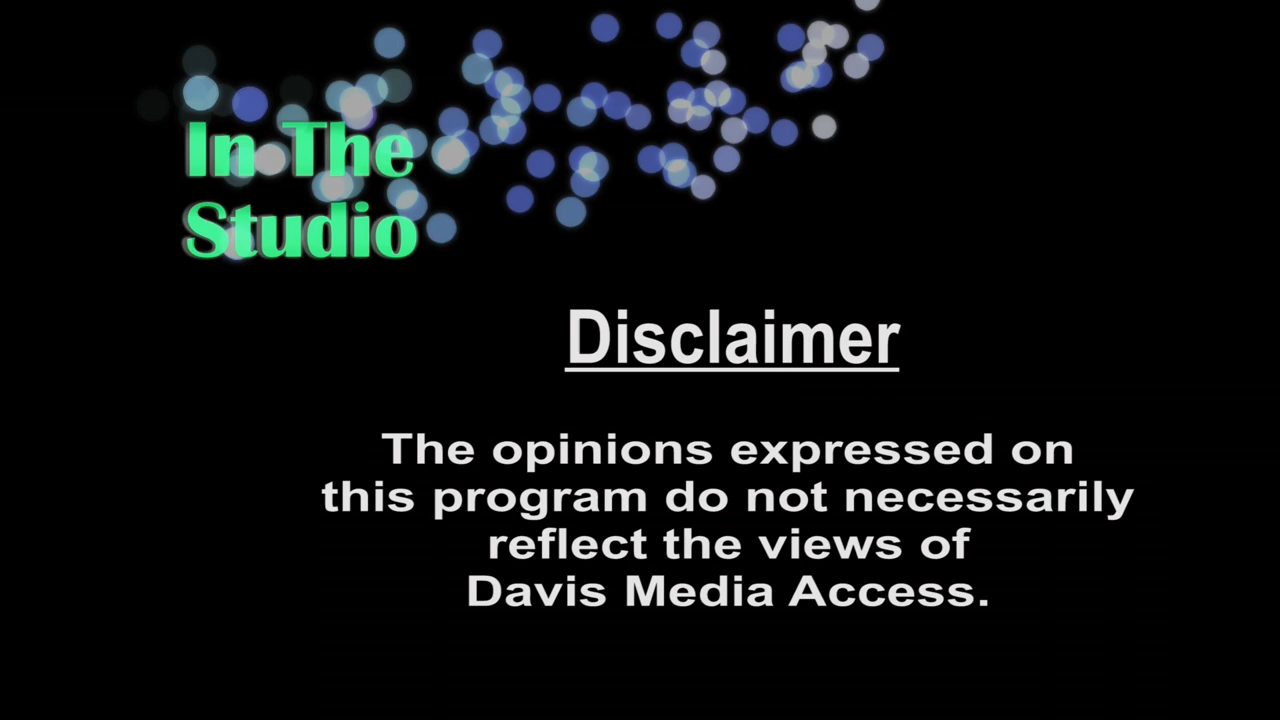 In The
Studio
Disclaimer
The opinions expressed on
this program do not necessarily
reflect the views of
Davis Media Access.